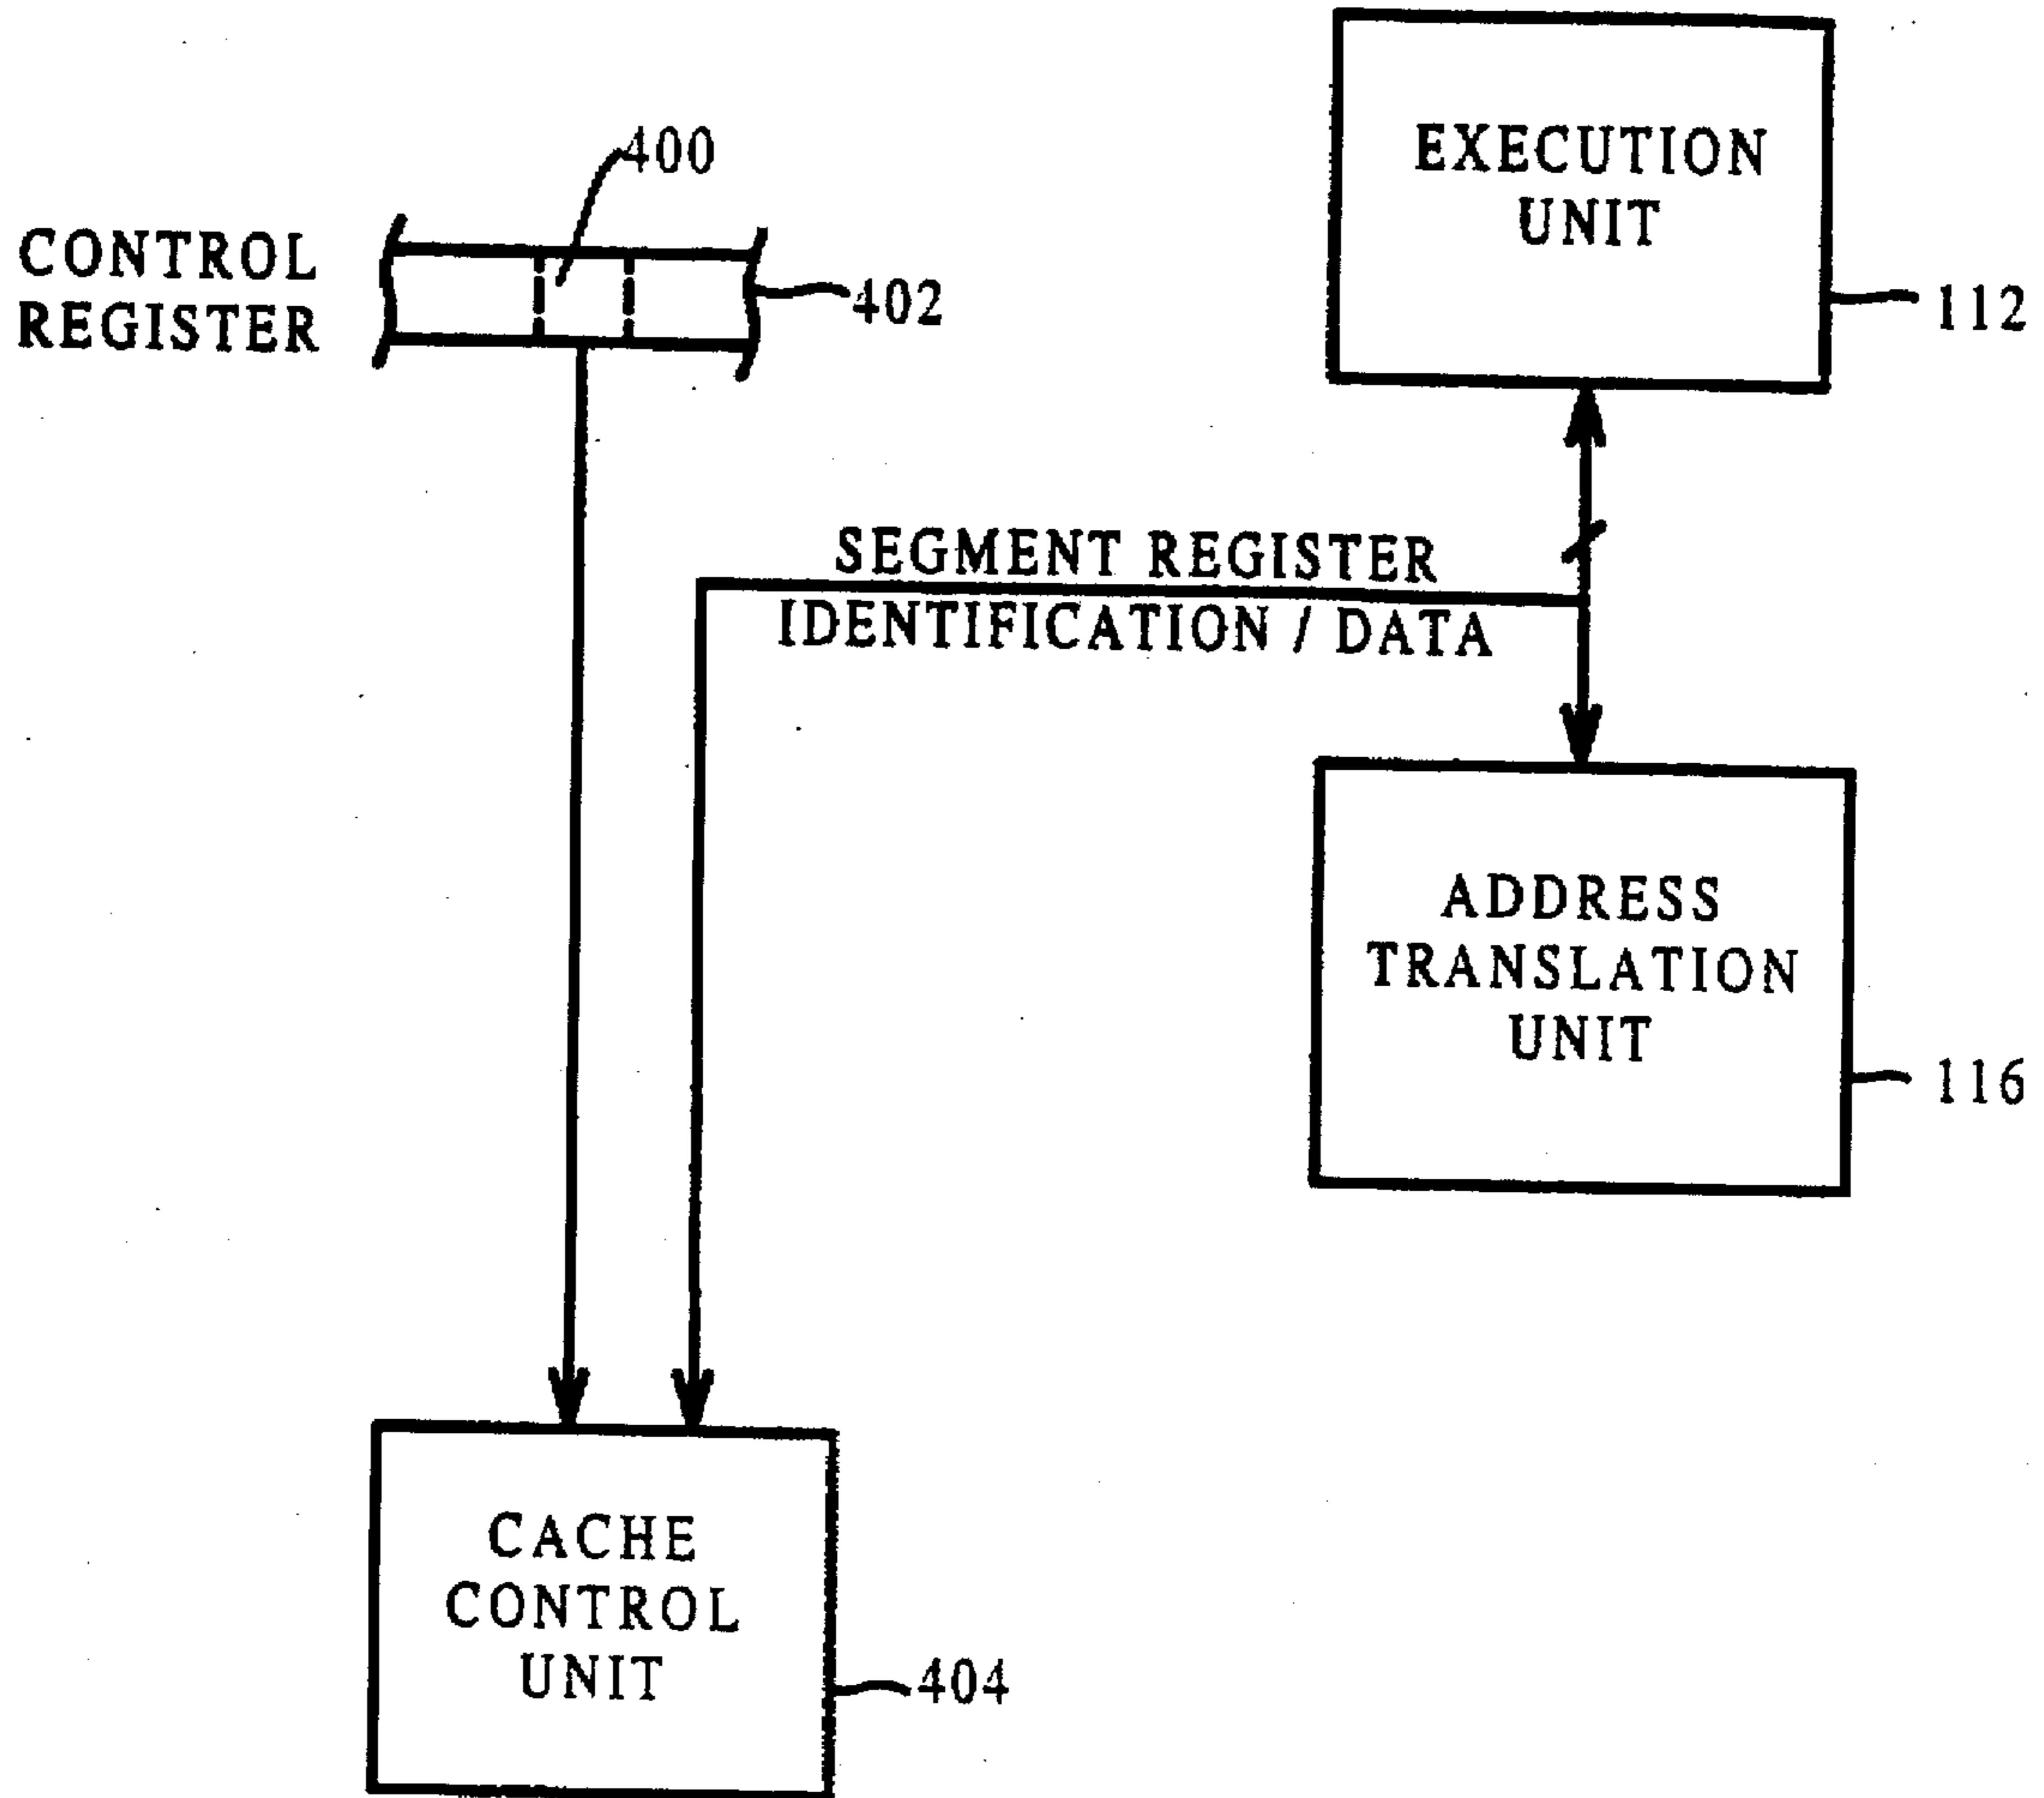 EXECUTION
UNIT
112
400
CONTROL
REGISTER
402
SEGMENT REGISTER
IDENTIFICATION / DATA
ADDRESS
TRANSLATION
UNIT
116
CACHE
CONTROL
UNIT
404